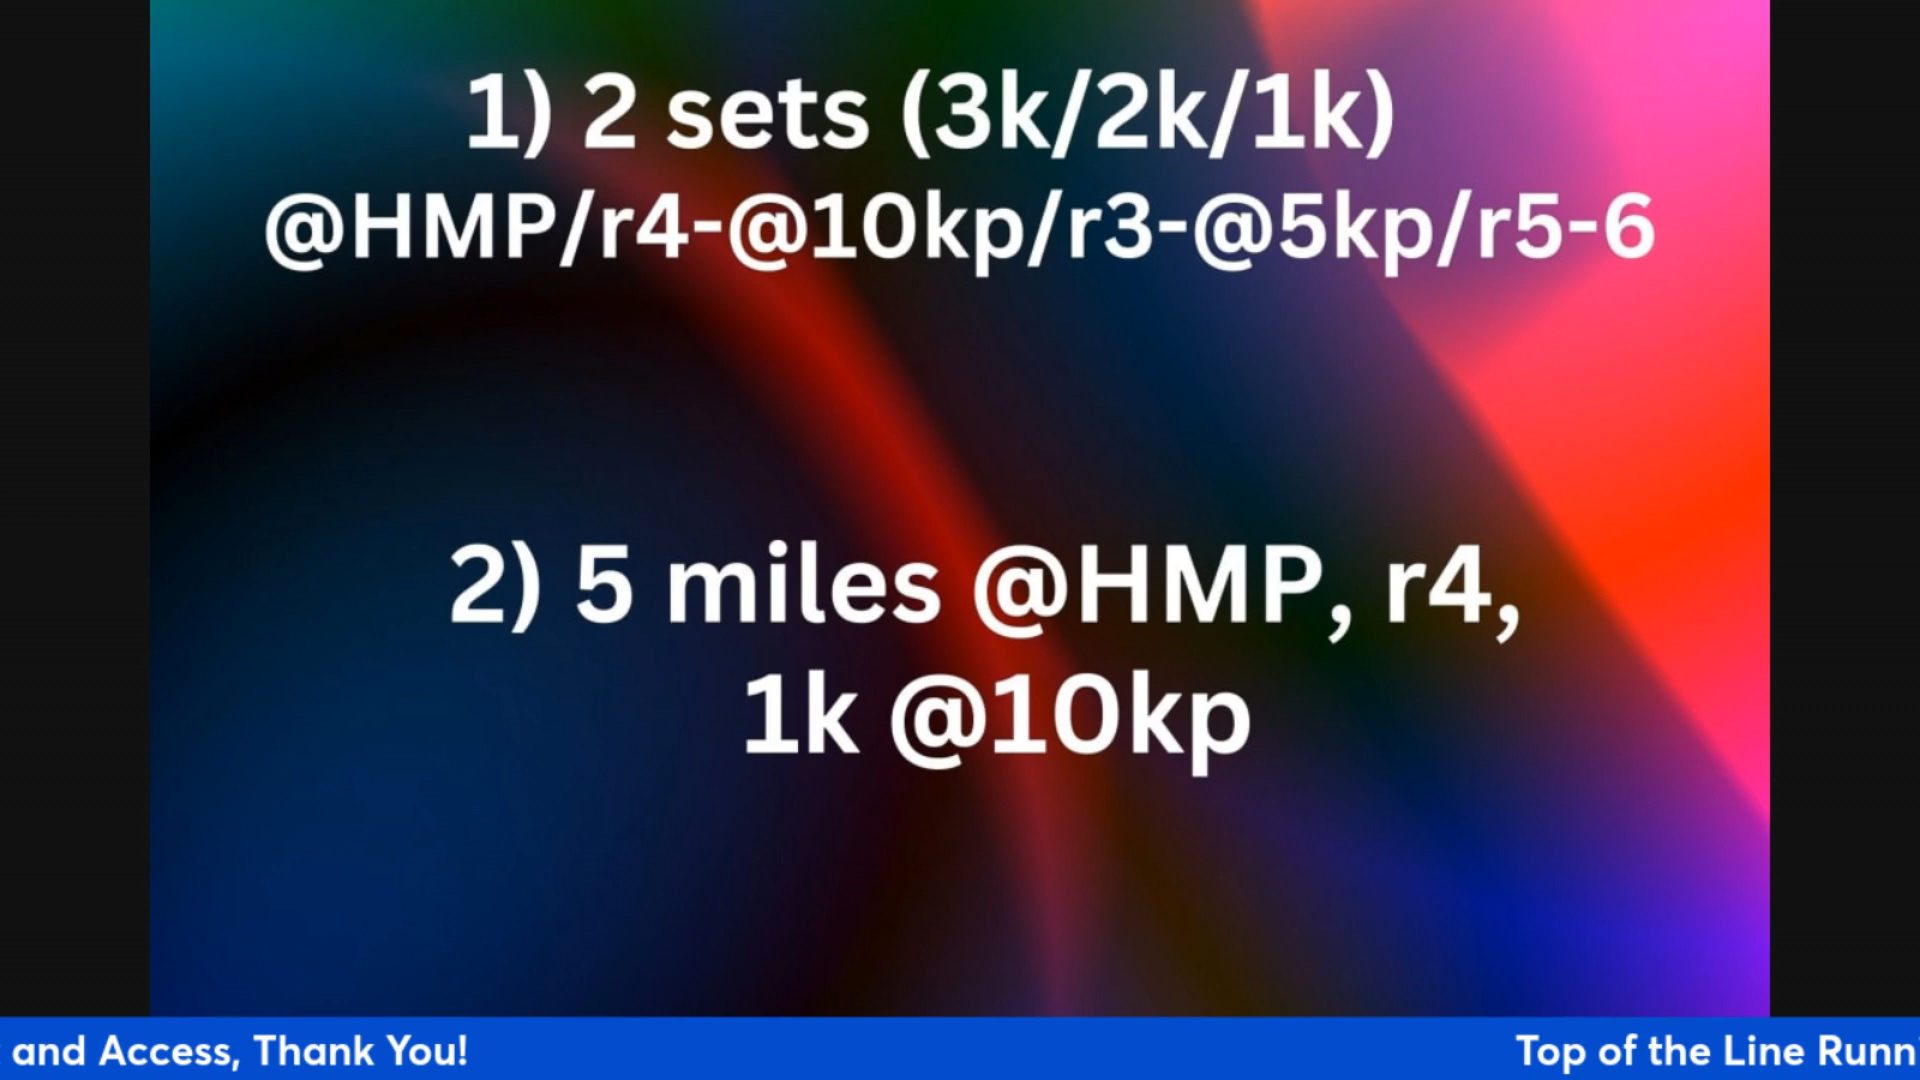 1) 2 sets (3k/2k/1k)
@HMP/r4-@10kp/r3-@5kp/r5-6
2) 5 miles @HMP, r4,
1k @10kp
and Access, Thank You!
Top of the Line Runn